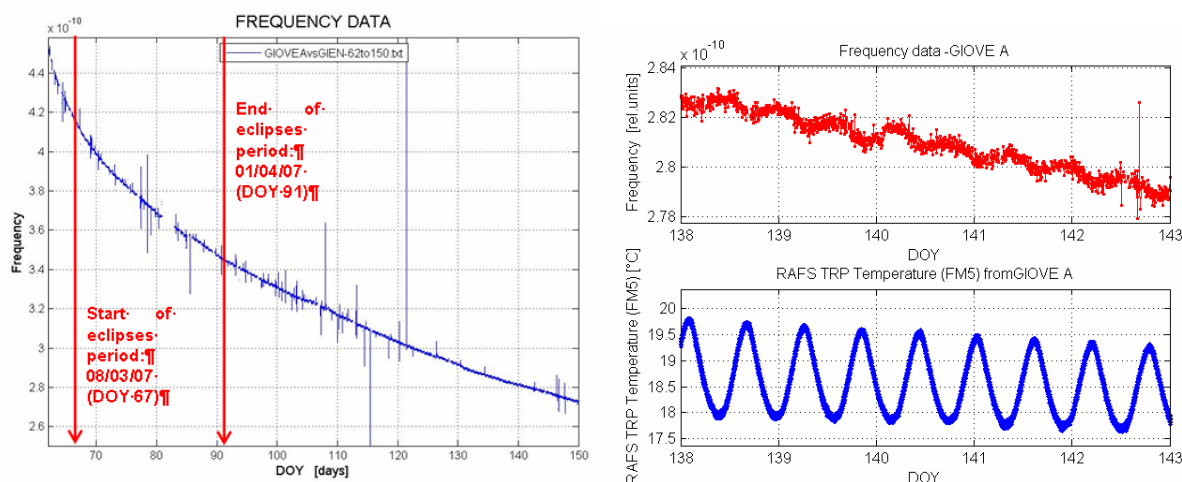 FREQUENCY DATA
x 10^-10
GIOVEAvsGIEN-62to150.txt
4.4
4.2
4
3.8
3.6
3.4
3.2
3
2.8
2.6
Frequency
End· of·
eclipses·
period:¶
01/04/07·
(DOY·91)¶
Start· of·
eclipses·
period:¶
08/03/07·
(DOY·67)¶
70 80 90 100 110 120 130 140 150
DOY [days]
Frequency data -GIOVE A
x 10^-10
2.84
2.82
2.8
2.78
Frequency [rel.units]
138 139 140 141 142 143
DOY
RAFS TRP Temperature (FM5) fromGIOVE A
RAFS TRP Temperature (FM5) [°C]
20
19.5
19
18.5
18
17.5
138 139 140 141 142 143
DOY